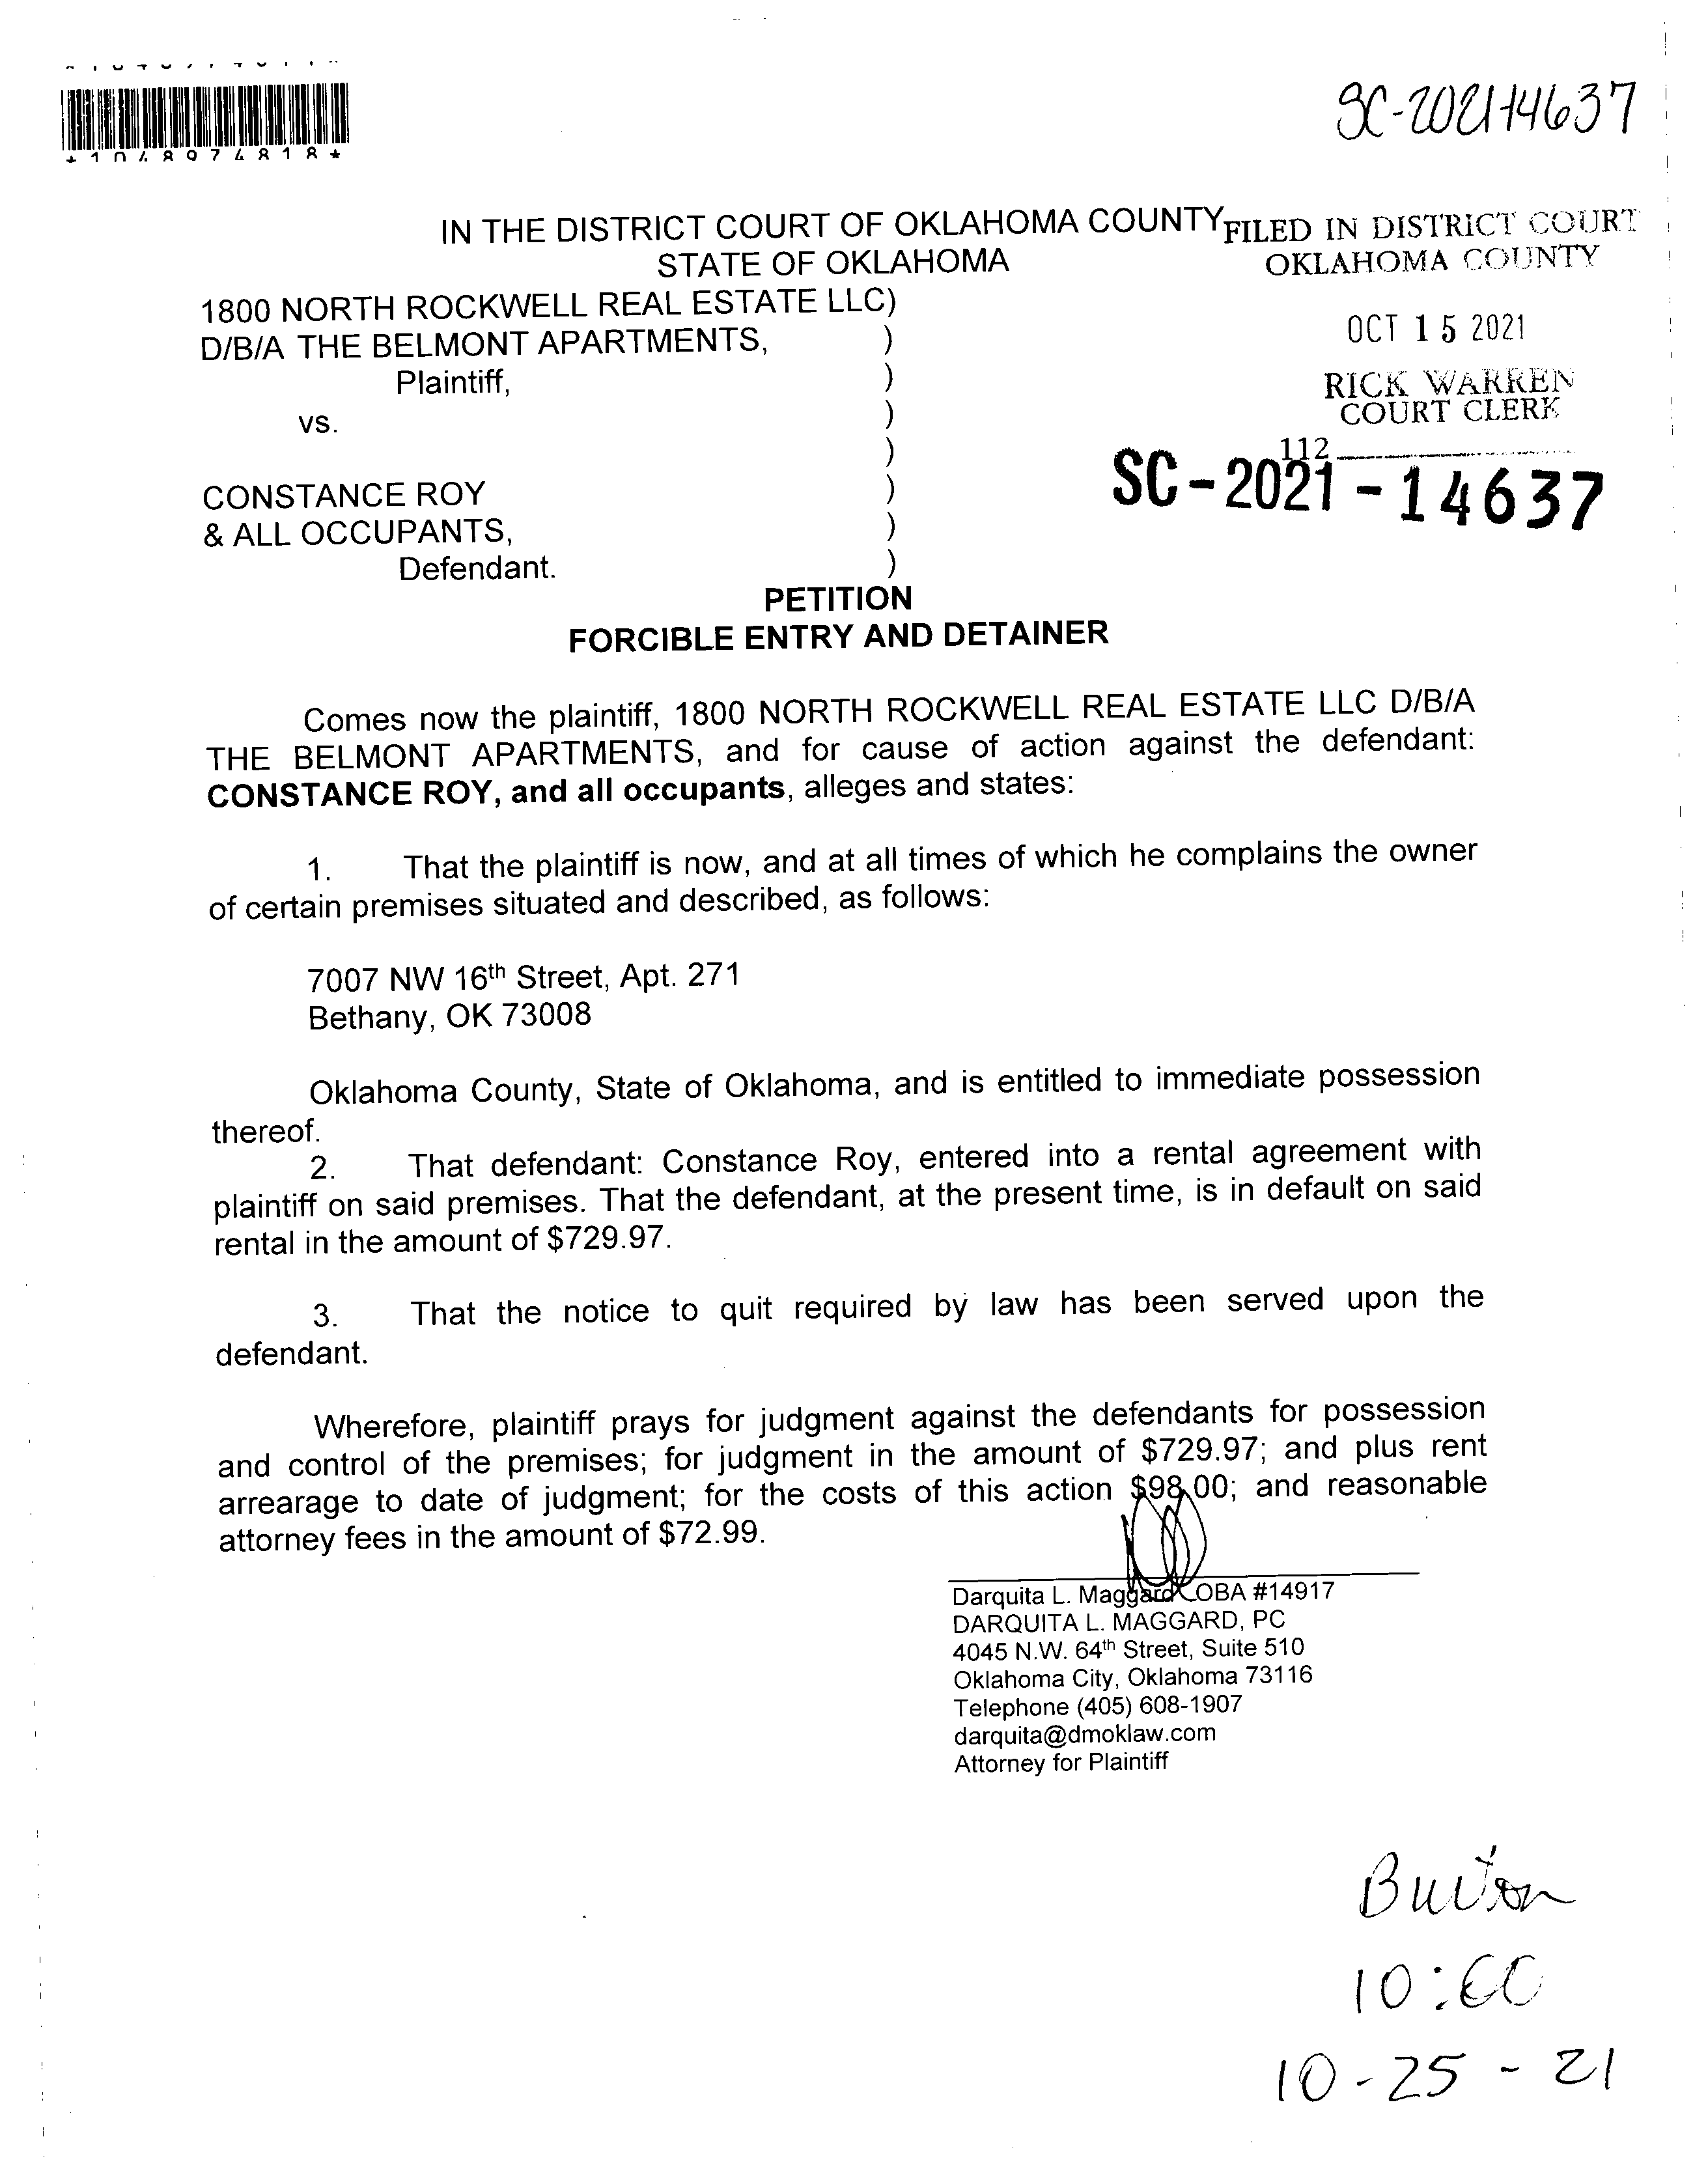 *1048974818*
SC-2021-14637
IN THE DISTRICT COURT OF OKLAHOMA COUNTY
STATE OF OKLAHOMA
FILED IN DISTRICT COURT
OKLAHOMA COUNTY
OCT 15 2021
RICK WARREN
COURT CLERK
112
SC-2021-14637
1800 NORTH ROCKWELL REAL ESTATE LLC)
D/B/A THE BELMONT APARTMENTS, )
Plaintiff, )
vs. )
)
CONSTANCE ROY )
& ALL OCCUPANTS, )
Defendant. )
PETITION
FORCIBLE ENTRY AND DETAINER
Comes now the plaintiff, 1800 NORTH ROCKWELL REAL ESTATE LLC D/B/A
THE BELMONT APARTMENTS, and for cause of action against the defendant:
CONSTANCE ROY, and all occupants, alleges and states:
1. That the plaintiff is now, and at all times of which he complains the owner
of certain premises situated and described, as follows:
7007 NW 16th Street, Apt. 271
Bethany, OK 73008
Oklahoma County, State of Oklahoma, and is entitled to immediate possession
thereof.
2. That defendant: Constance Roy, entered into a rental agreement with
plaintiff on said premises. That the defendant, at the present time, is in default on said
rental in the amount of $729.97.
3. That the notice to quit required by law has been served upon the
defendant.
Wherefore, plaintiff prays for judgment against the defendants for possession
and control of the premises; for judgment in the amount of $729.97; and plus rent
arrearage to date of judgment; for the costs of this action $98.00; and reasonable
attorney fees in the amount of $72.99.
Darquita L. Maggard OBA #14917
DARQUITA L. MAGGARD, PC
4045 N.W. 64th Street, Suite 510
Oklahoma City, Oklahoma 73116
Telephone (405) 608-1907
darquita@dmoklaw.com
Attorney for Plaintiff
10:00
10-25-21